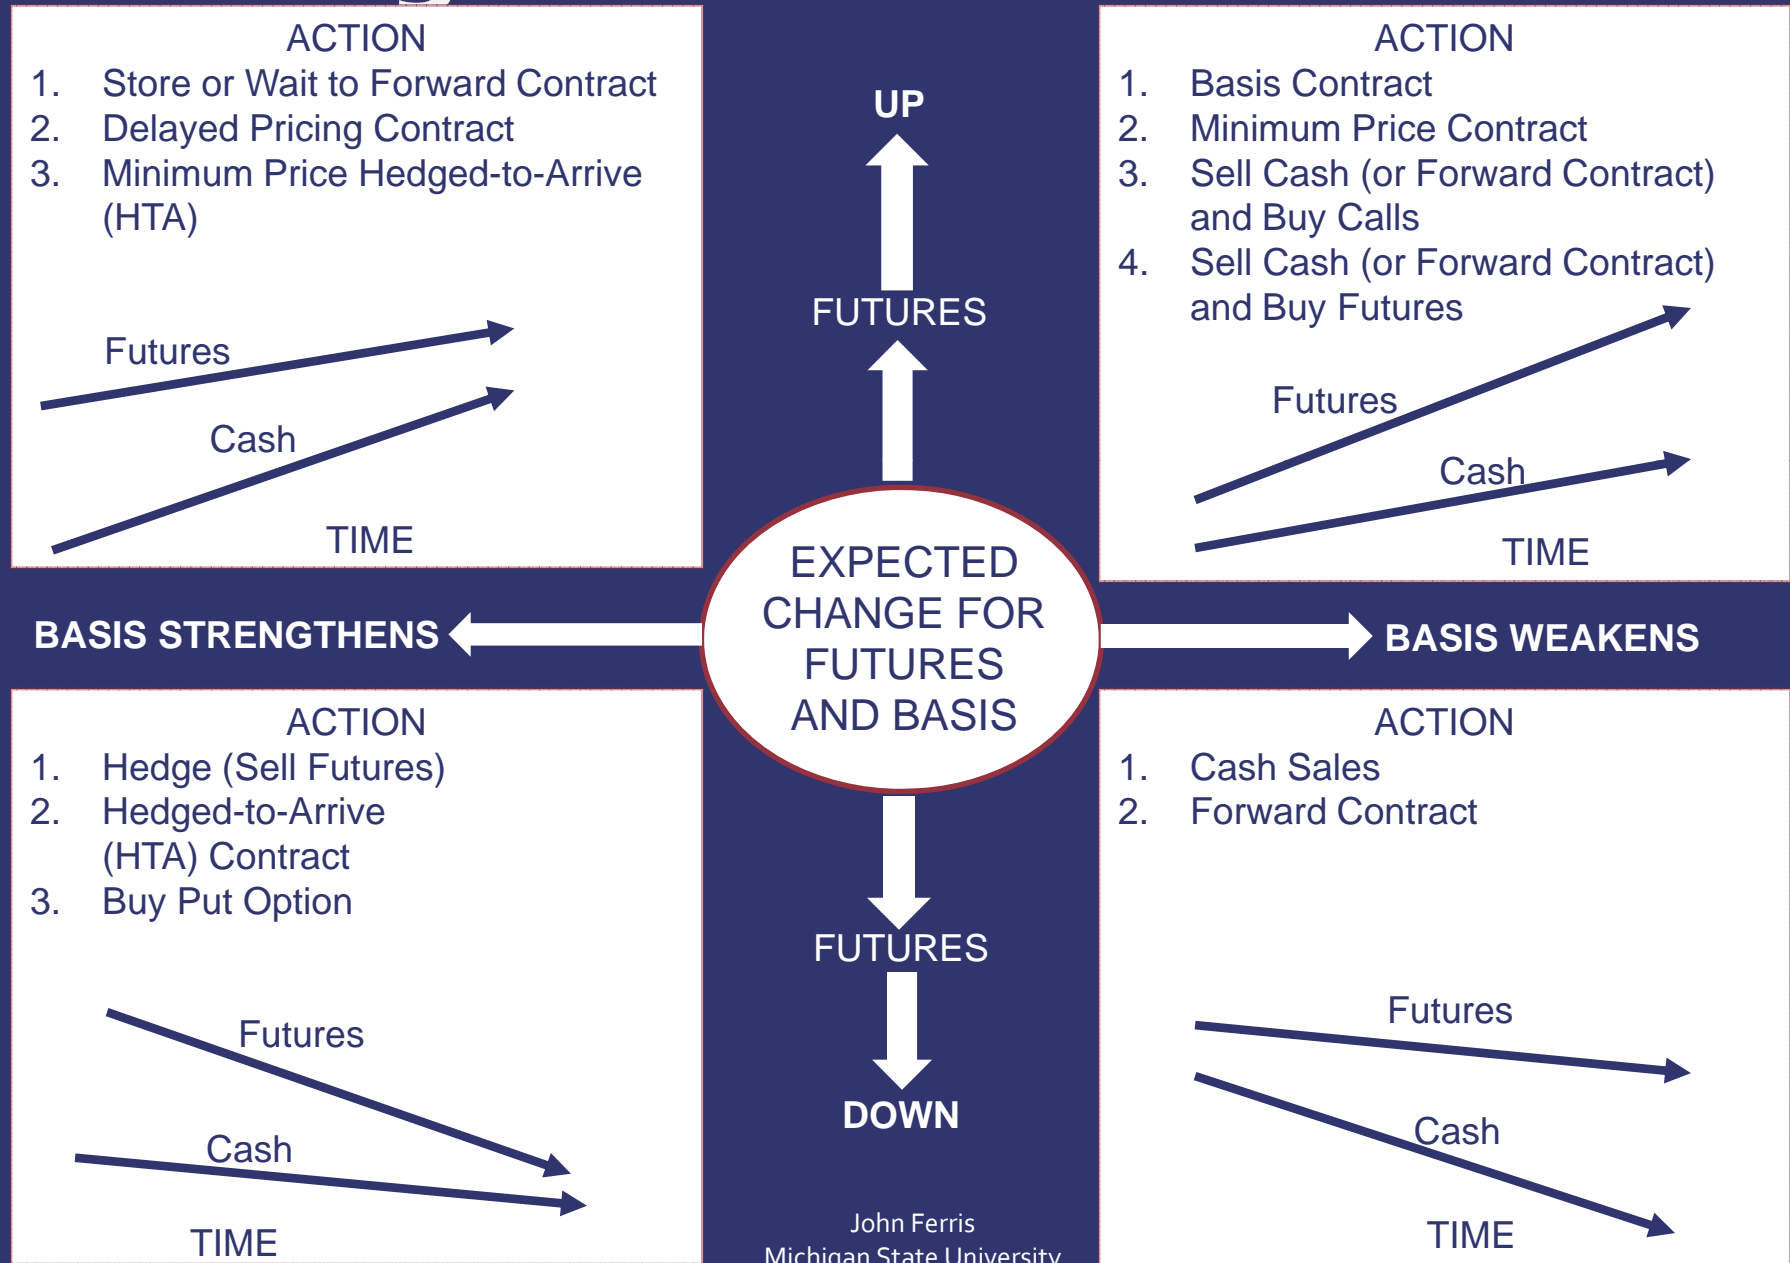 ACTION
1. Store or Wait to Forward Contract
2. Delayed Pricing Contract
3. Minimum Price Hedged-to-Arrive
(HTA)
Futures
Cash
TIME
UP
FUTURES
ACTION
1. Basis Contract
2. Minimum Price Contract
3. Sell Cash (or Forward Contract)
and Buy Calls
4. Sell Cash (or Forward Contract)
and Buy Futures
Futures
Cash
TIME
BASIS STRENGTHENS
EXPECTED
CHANGE FOR
FUTURES
AND BASIS
BASIS WEAKENS
ACTION
1. Hedge (Sell Futures)
2. Hedged-to-Arrive
(HTA) Contract
3. Buy Put Option
Futures
Cash
TIME
FUTURES
DOWN
John Ferris
Michigan State University
ACTION
1. Cash Sales
2. Forward Contract
Futures
Cash
TIME